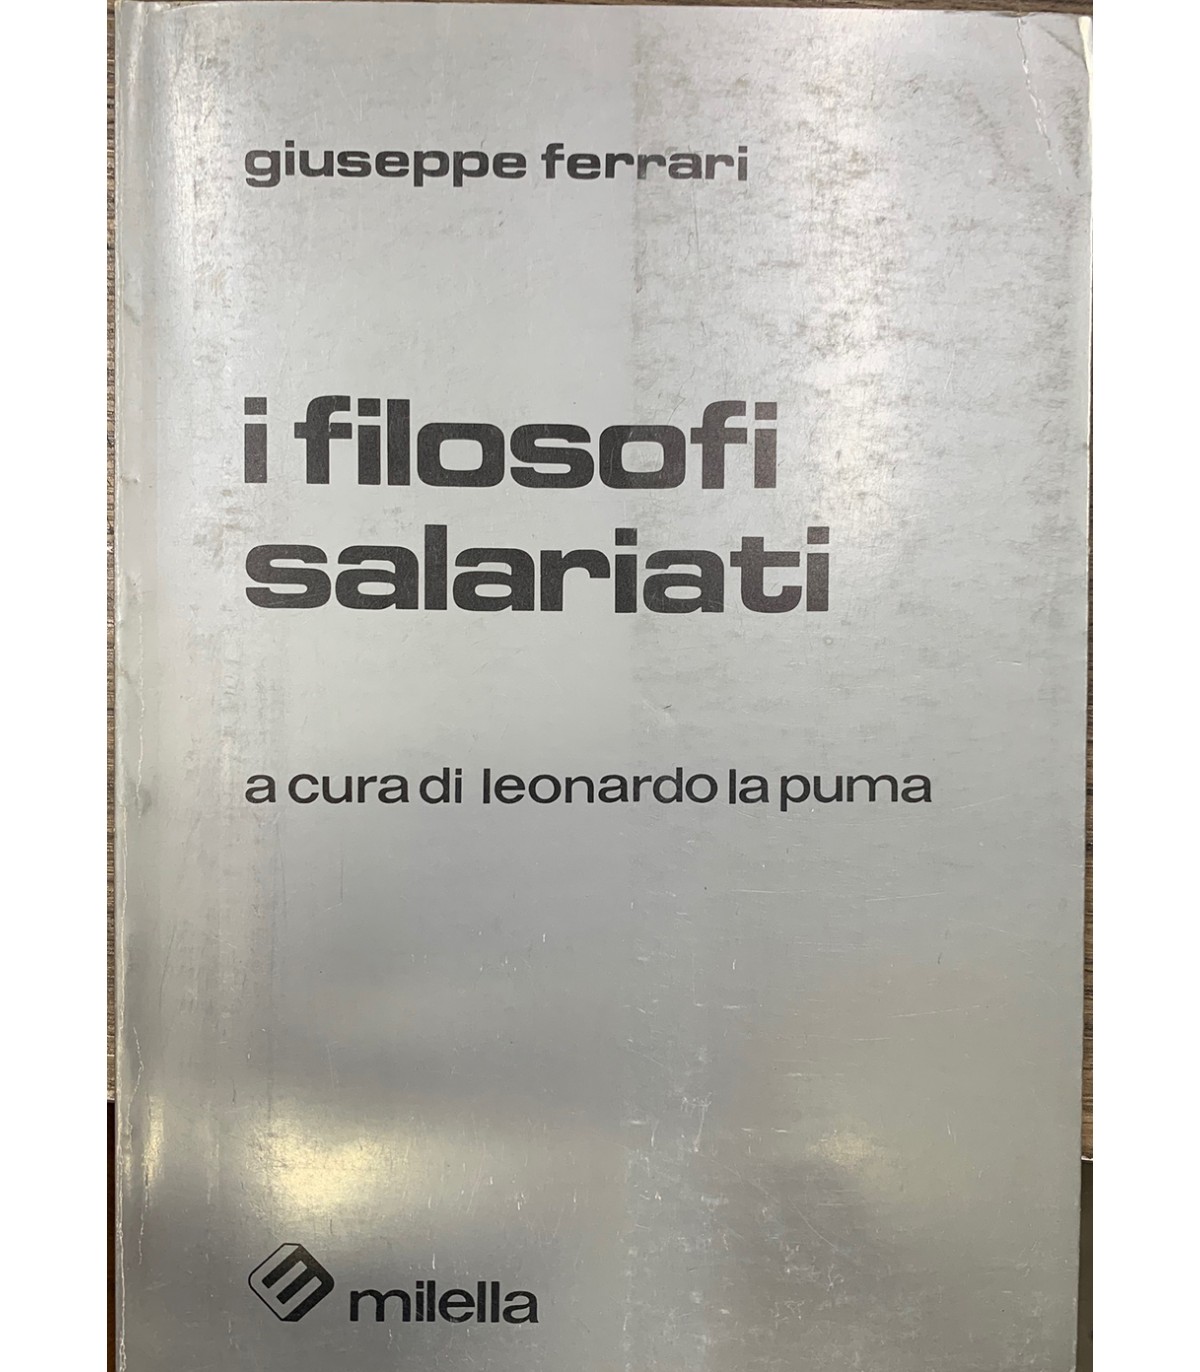 giuseppe ferrari
i filosofi
salariati
a cura di leonardo la puma
milella